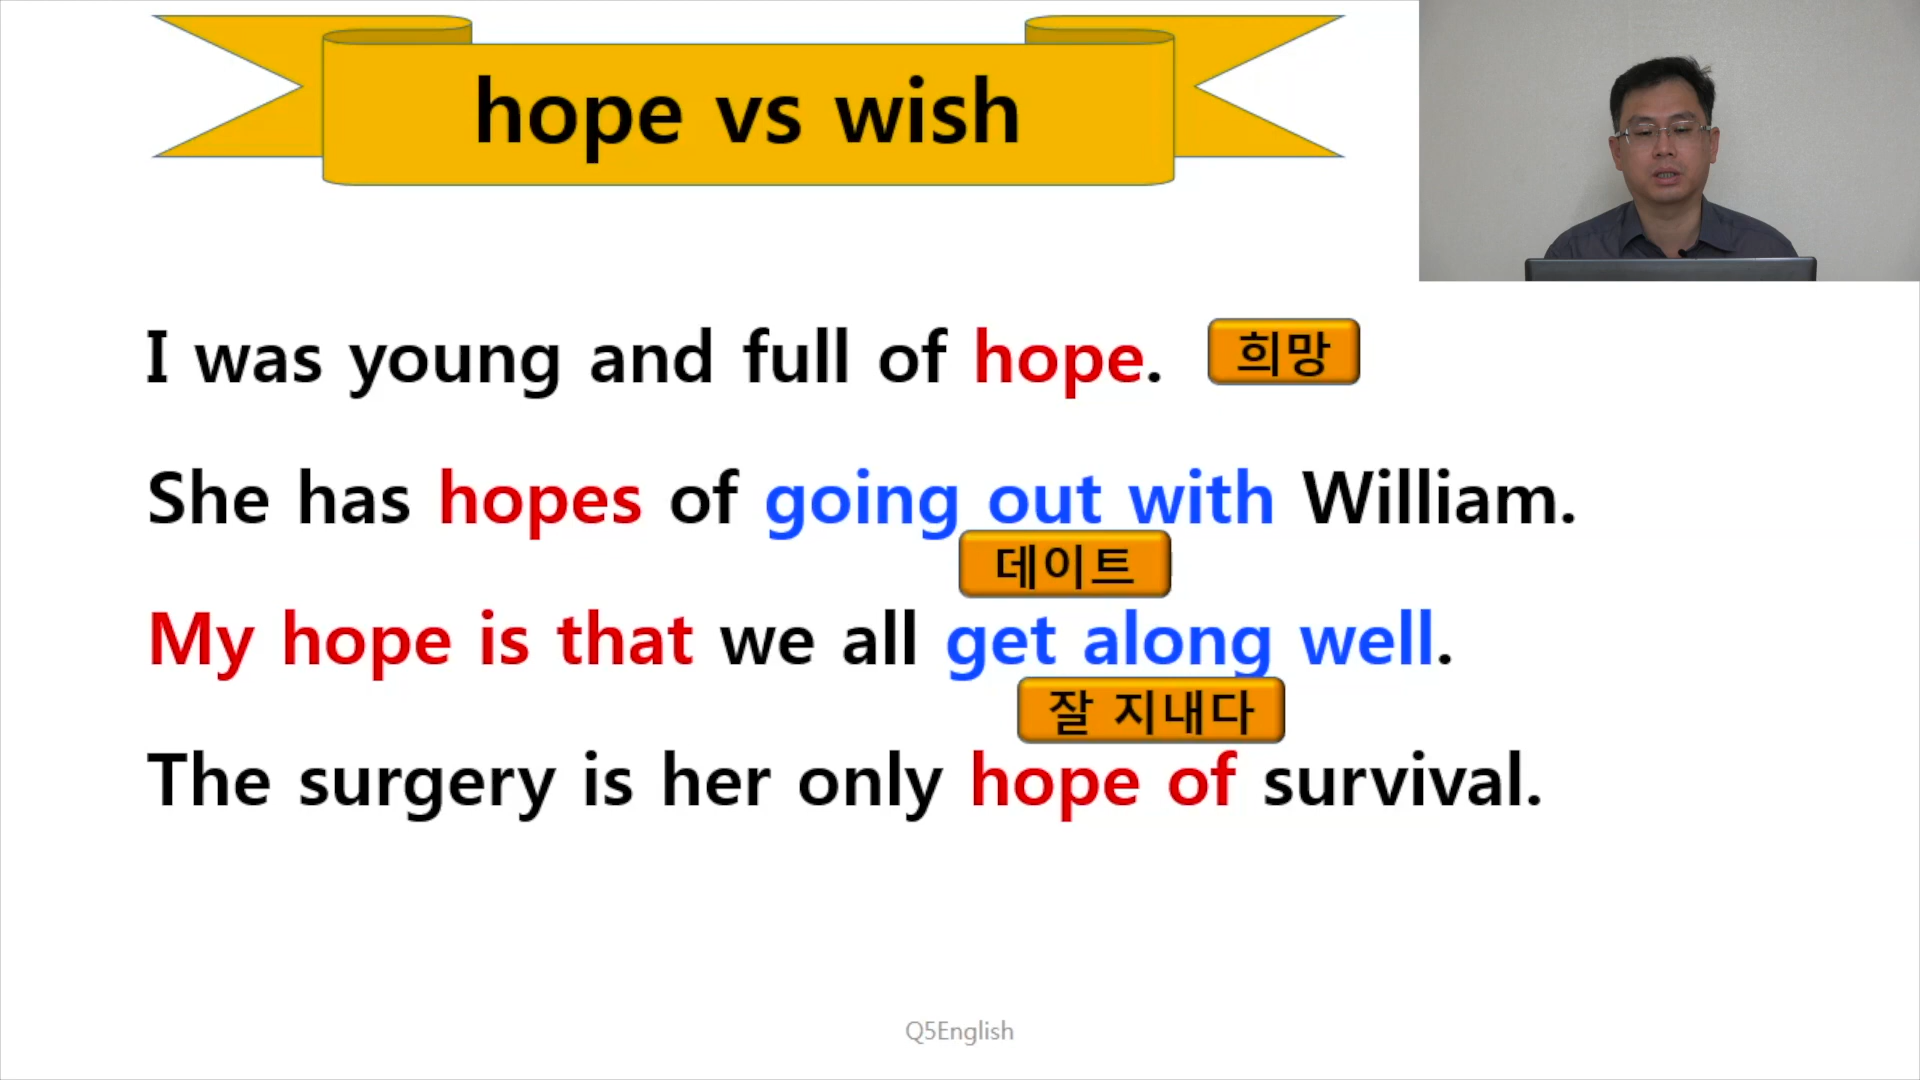 hope vs wish
I was young and full of hope. 희망
She has hopes of going out with William.
데이트
My hope is that we all get along well.
잘 지내다
The surgery is her only hope of survival.
Q5English